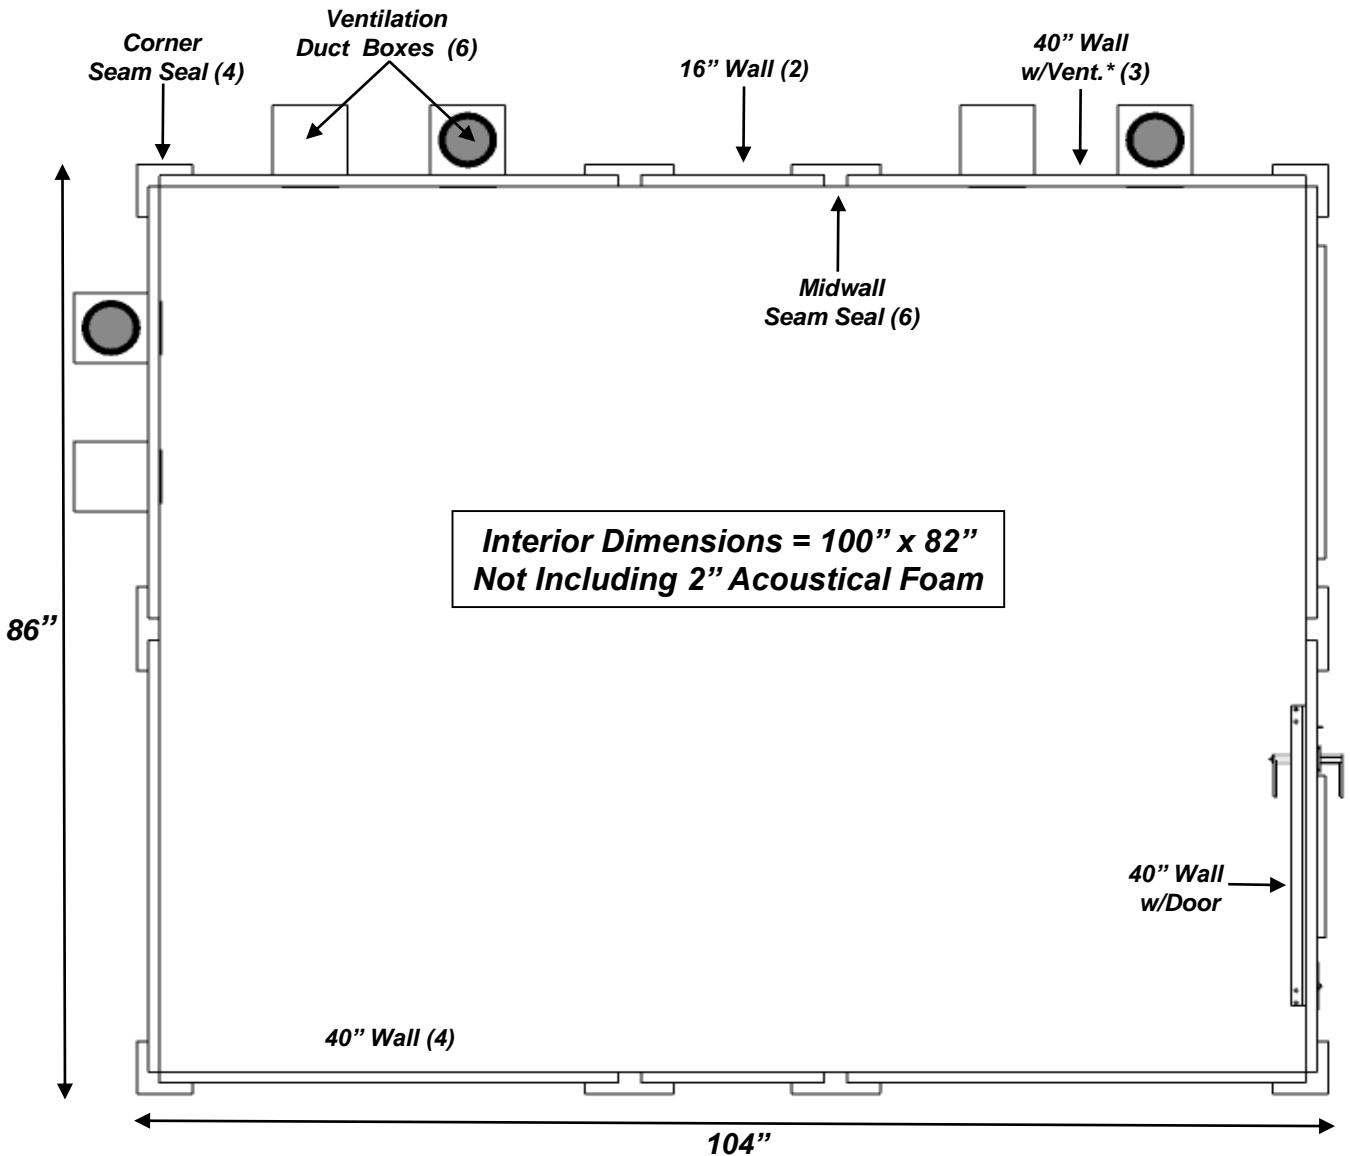 Ventilation
Duct Boxes (6)
Corner
Seam Seal (4)
16” Wall (2)
40” Wall
w/Vent.* (3)
Midwall
Seam Seal (6)
Interior Dimensions = 100” x 82”
Not Including 2” Acoustical Foam
86”
40” Wall
w/Door
40” Wall (4)
104”